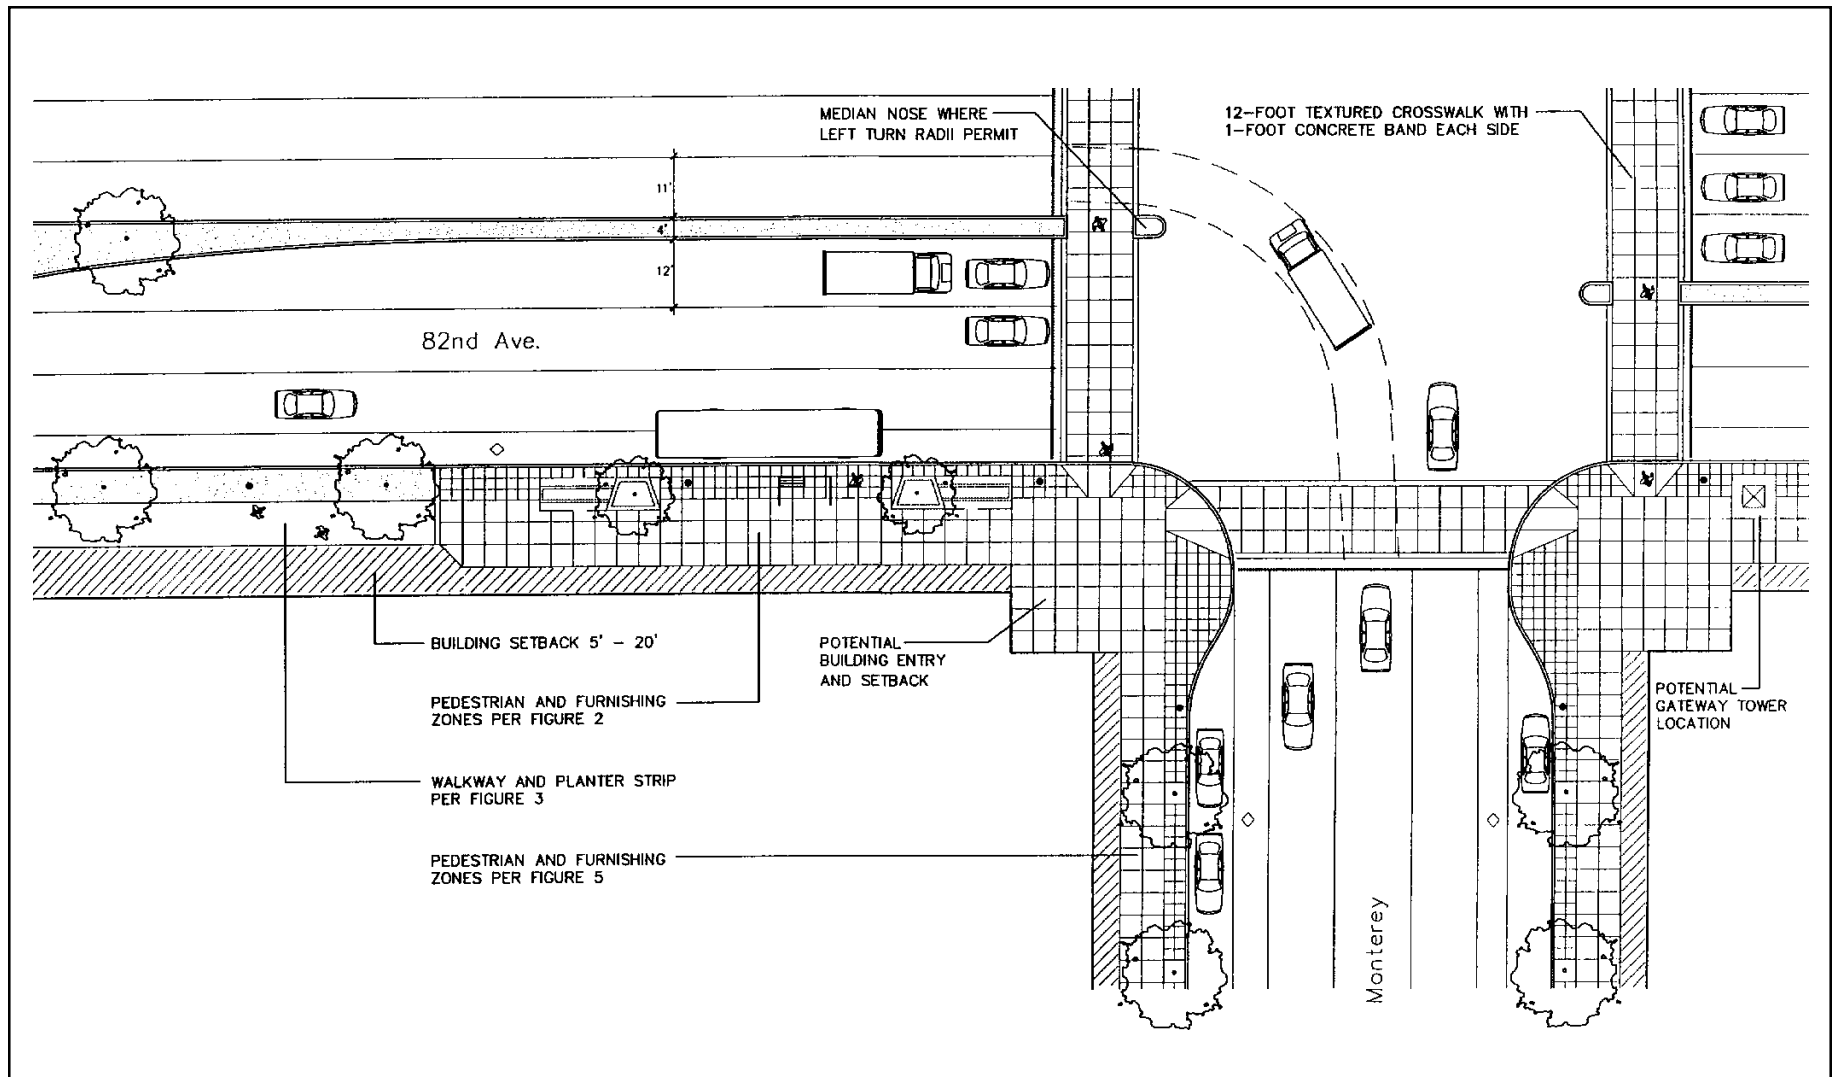 MEDIAN NOSE WHERE
LEFT TURN RADII PERMIT
12-FOOT TEXTURED CROSSWALK WITH
1-FOOT CONCRETE BAND EACH SIDE
11'
4'
12'
82nd Ave.
BUILDING SETBACK 5' - 20'
POTENTIAL
BUILDING ENTRY
AND SETBACK
PEDESTRIAN AND FURNISHING
ZONES PER FIGURE 2
POTENTIAL
GATEWAY TOWER
LOCATION
WALKWAY AND PLANTER STRIP
PER FIGURE 3
PEDESTRIAN AND FURNISHING
ZONES PER FIGURE 5
Monterey